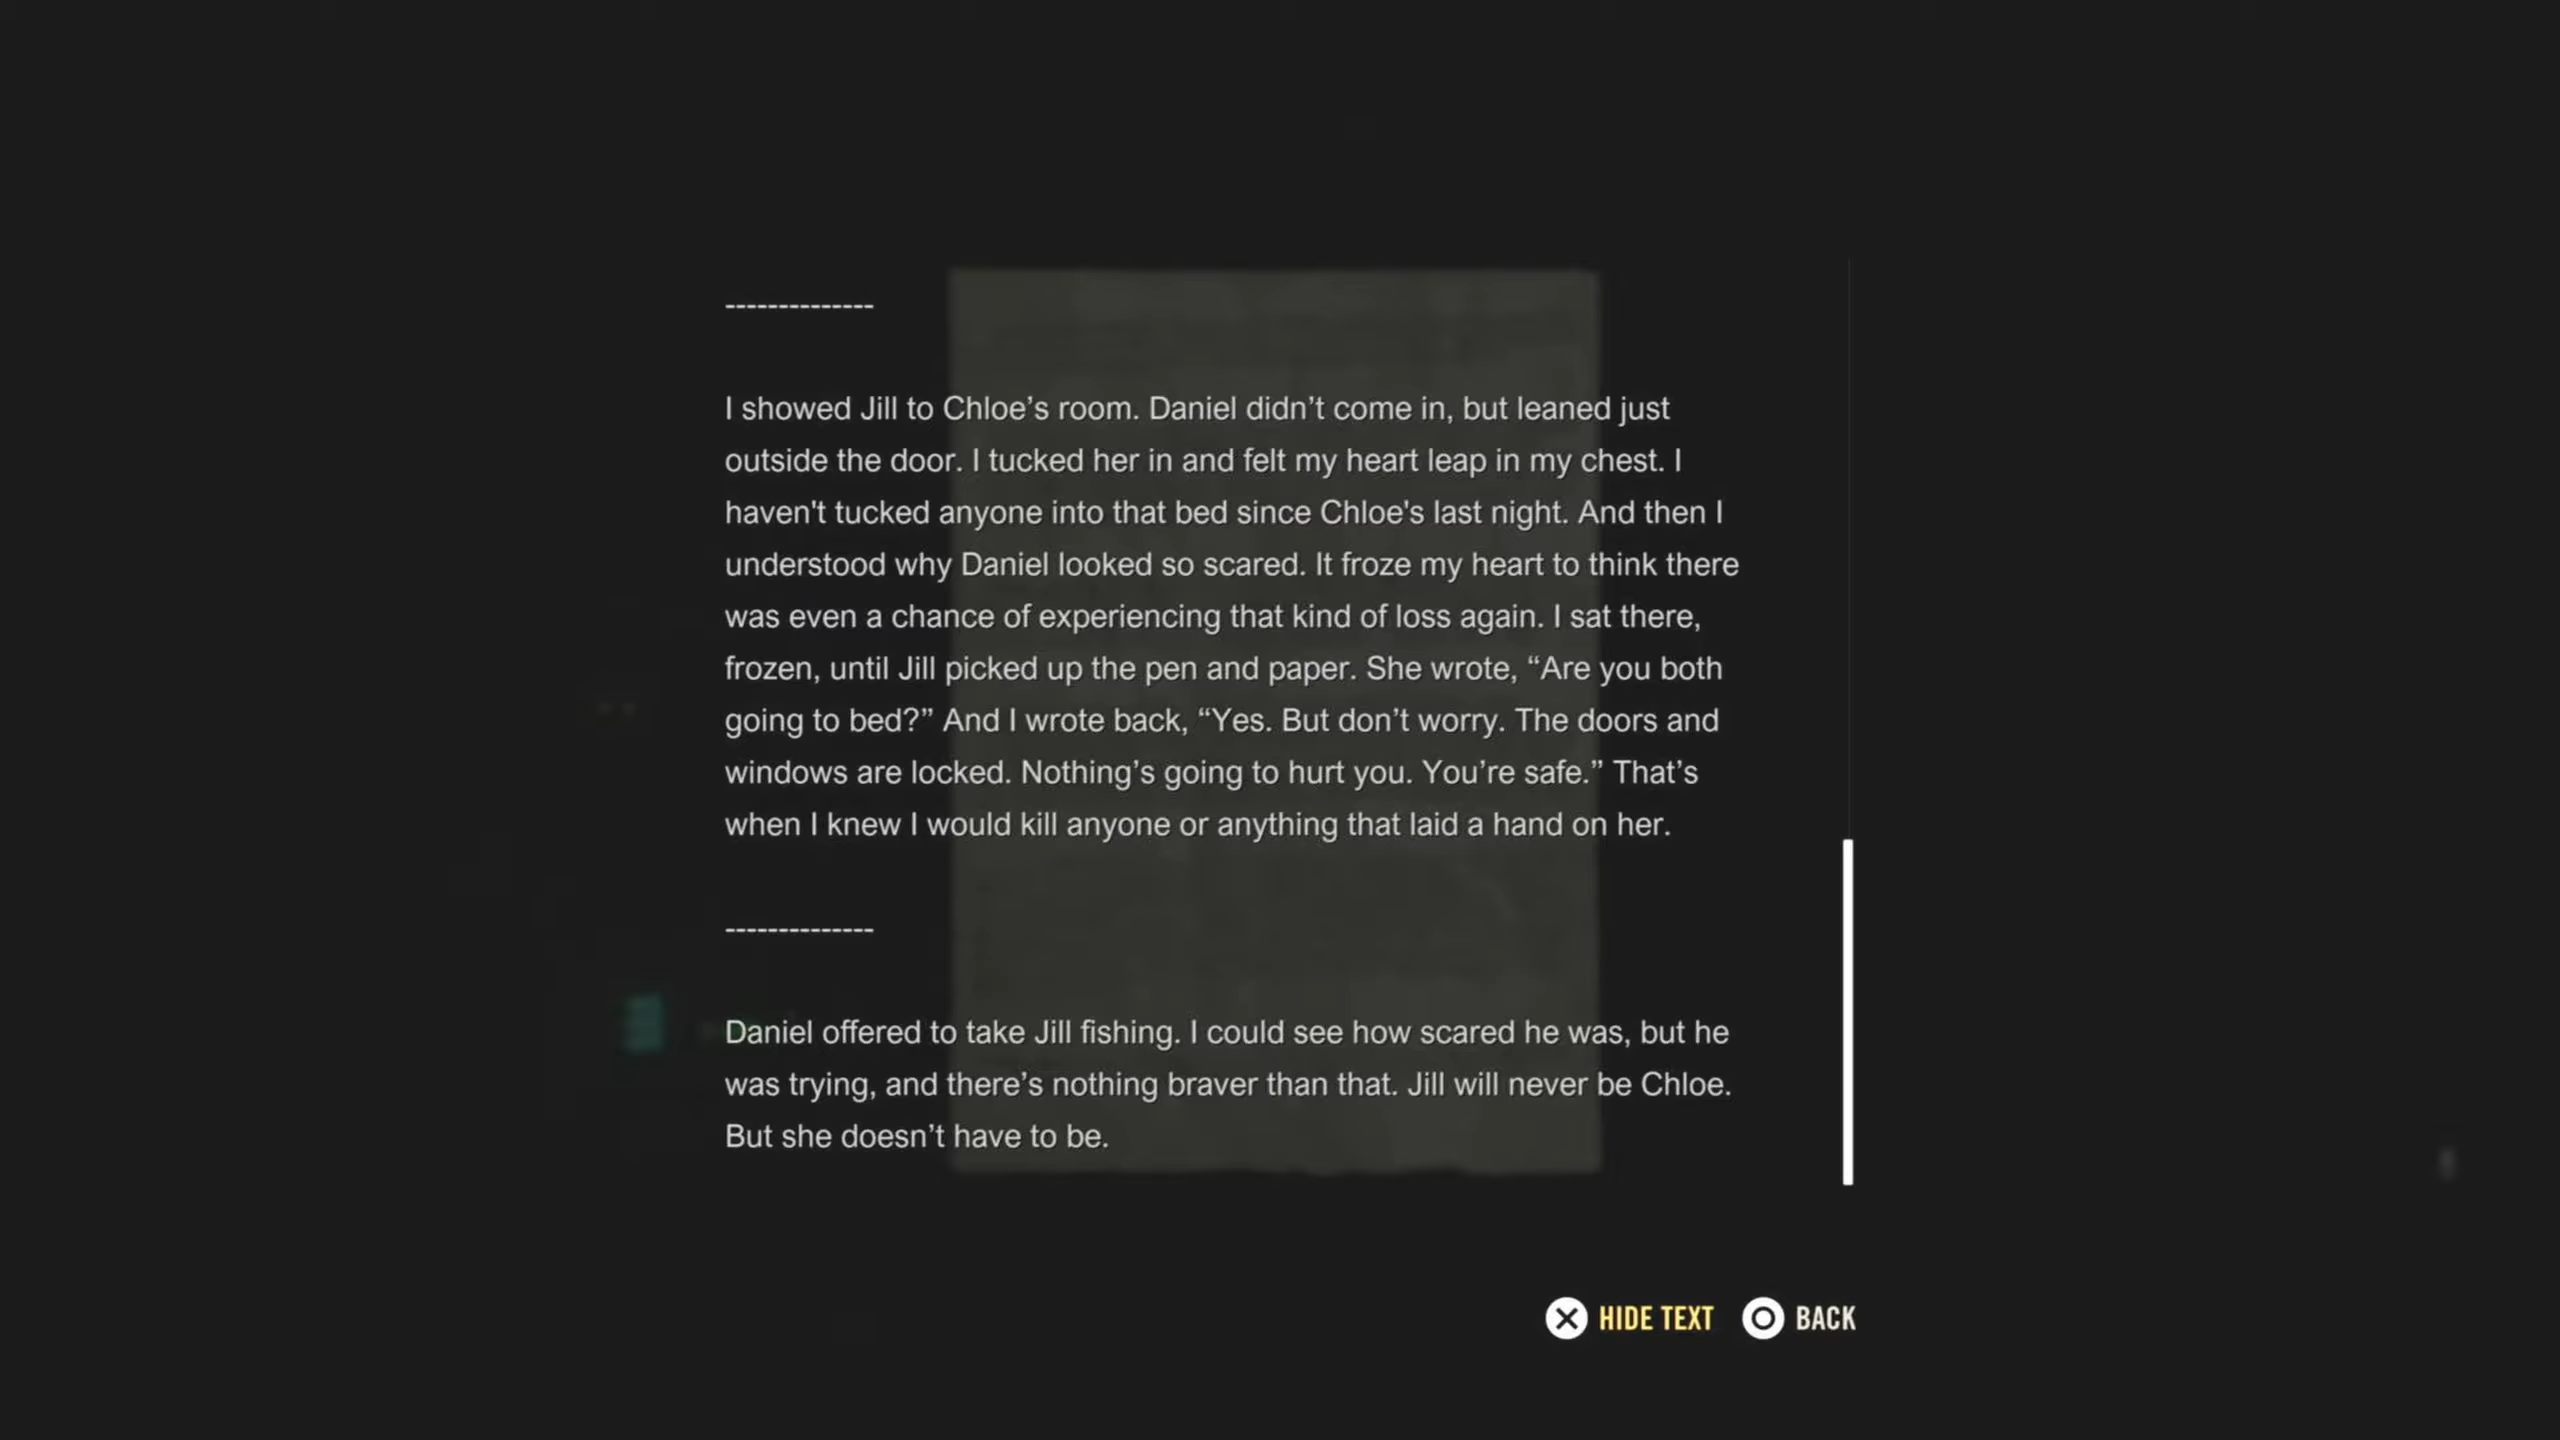 --------------
I showed Jill to Chloe’s room. Daniel didn’t come in, but leaned just
outside the door. I tucked her in and felt my heart leap in my chest. I
haven't tucked anyone into that bed since Chloe's last night. And then I
understood why Daniel looked so scared. It froze my heart to think there
was even a chance of experiencing that kind of loss again. I sat there,
frozen, until Jill picked up the pen and paper. She wrote, “Are you both
going to bed?” And I wrote back, “Yes. But don’t worry. The doors and
windows are locked. Nothing’s going to hurt you. You’re safe.” That’s
when I knew I would kill anyone or anything that laid a hand on her.
--------------
Daniel offered to take Jill fishing. I could see how scared he was, but he
was trying, and there’s nothing braver than that. Jill will never be Chloe.
But she doesn’t have to be.
HIDE TEXT BACK